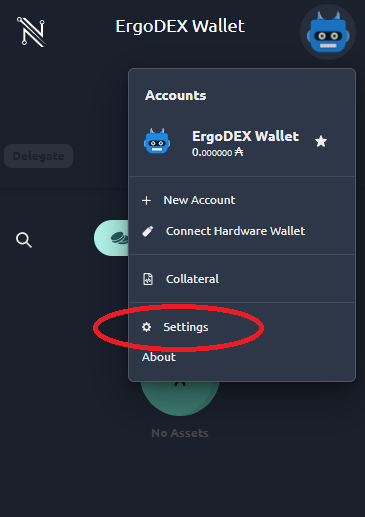 ErgoDEX Wallet
Accounts
ErgoDEX Wallet
0.000000 ₳
Delegate
New Account
Connect Hardware Wallet
Collateral
Settings
About
No Assets